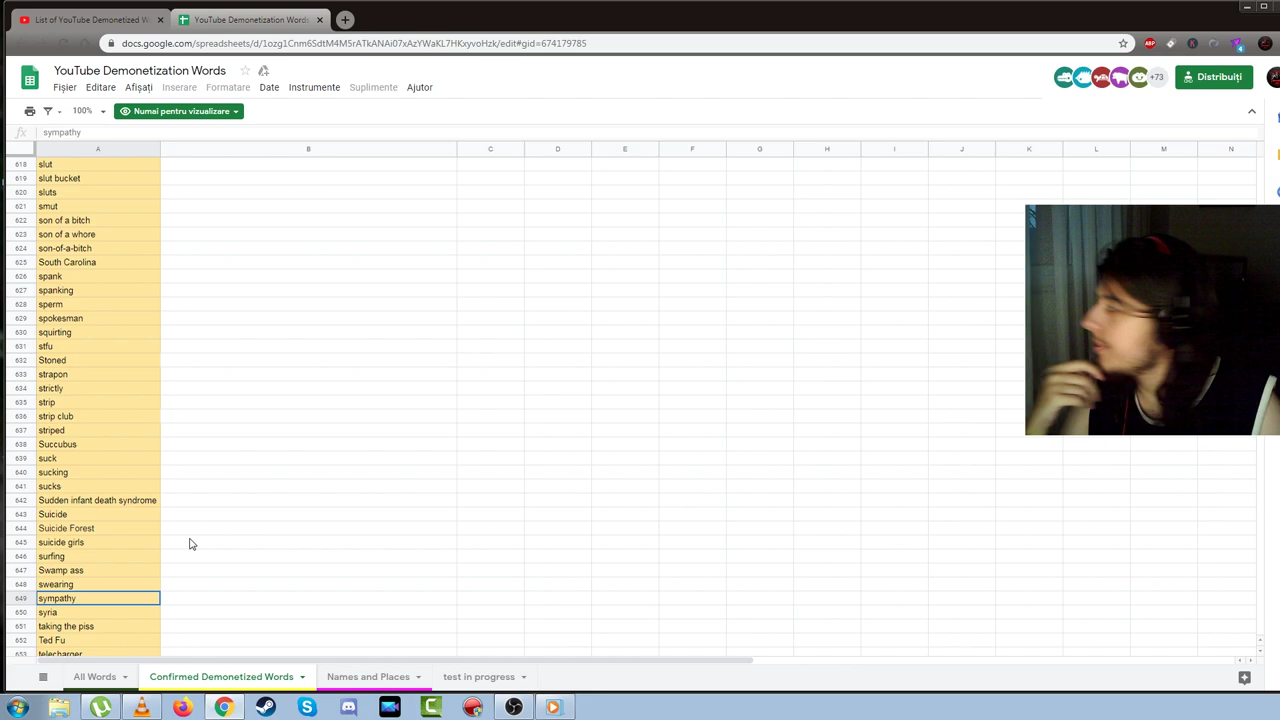 List of YouTube Demonetized W
YouTube Demonetization Words
docs.google.com/spreadsheets/d/1ozg1Cnm6SdtM4M5rATkANAi07xAzYWaKL7HKxyvoHzk/edit#gid=674179785
YouTube Demonetization Words
Fișier Editare Afișați Inserare Formatare Date Instrumente Suplimente Ajutor
+73
Distribuiți
100%
Numai pentru vizualizare
fx sympathy
A B C D E F G H I J K L M N
618 slut
619 slut bucket
620 sluts
621 smut
622 son of a bitch
623 son of a whore
624 son-of-a-bitch
625 South Carolina
626 spank
627 spanking
628 sperm
629 spokesman
630 squirting
631 stfu
632 Stoned
633 strapon
634 strictly
635 strip
636 strip club
637 striped
638 Succubus
639 suck
640 sucking
641 sucks
642 Sudden infant death syndrome
643 Suicide
644 Suicide Forest
645 suicide girls
646 surfing
647 Swamp ass
648 swearing
649 sympathy
650 syria
651 taking the piss
652 Ted Fu
653 telecharger
All Words Confirmed Demonetized Words Names and Places test in progress